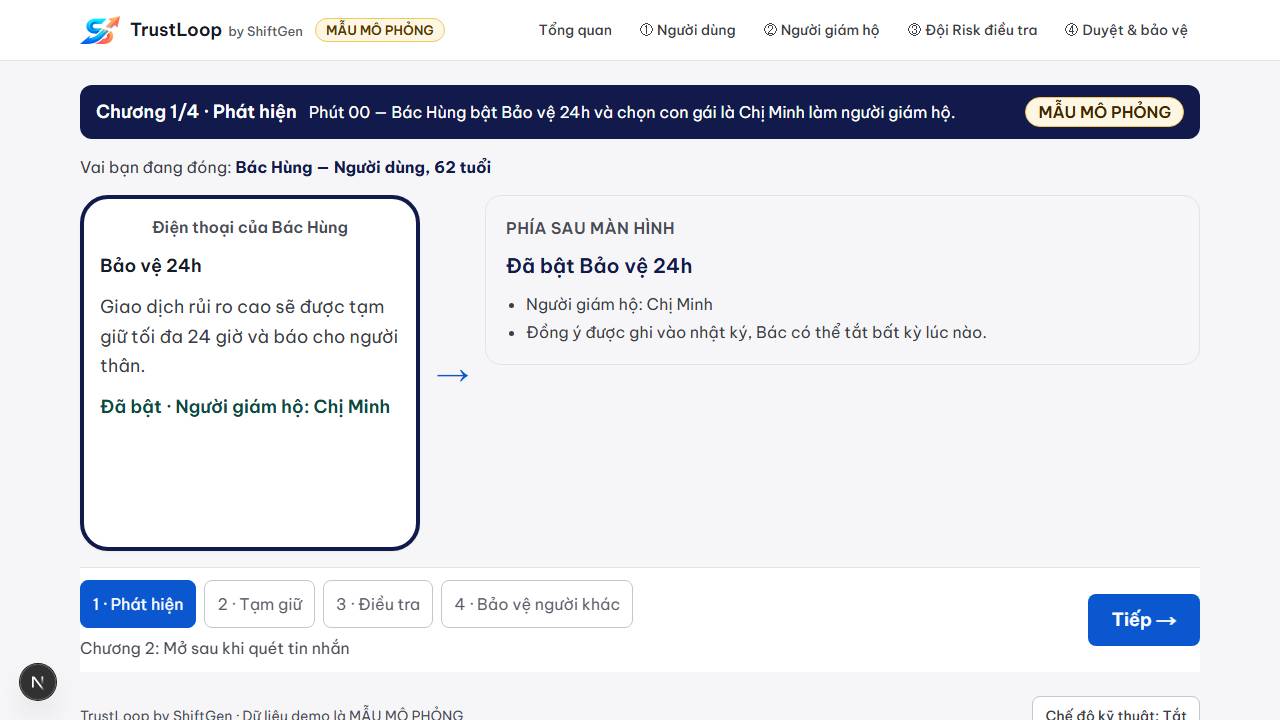 TrustLoop by ShiftGen MẪU MÔ PHỎNG Tổng quan ① Người dùng ② Người giám hộ ③ Đội Risk điều tra ④ Duyệt & bảo vệ
Chương 1/4 · Phát hiện Phút 00 — Bác Hùng bật Bảo vệ 24h và chọn con gái là Chị Minh làm người giám hộ. MẪU MÔ PHỎNG
Vai bạn đang đóng: Bác Hùng — Người dùng, 62 tuổi
Điện thoại của Bác Hùng
Bảo vệ 24h
Giao dịch rủi ro cao sẽ được tạm
giữ tối đa 24 giờ và báo cho người
thân.
Đã bật · Người giám hộ: Chị Minh
→
PHÍA SAU MÀN HÌNH
Đã bật Bảo vệ 24h
• Người giám hộ: Chị Minh
• Đồng ý được ghi vào nhật ký, Bác có thể tắt bất kỳ lúc nào.
1 · Phát hiện 2 · Tạm giữ 3 · Điều tra 4 · Bảo vệ người khác
Chương 2: Mở sau khi quét tin nhắn
Tiếp →
N
TrustLoop by ShiftGen · Dữ liệu demo là MẪU MÔ PHỎNG
Chế độ kỹ thuật: Tắt